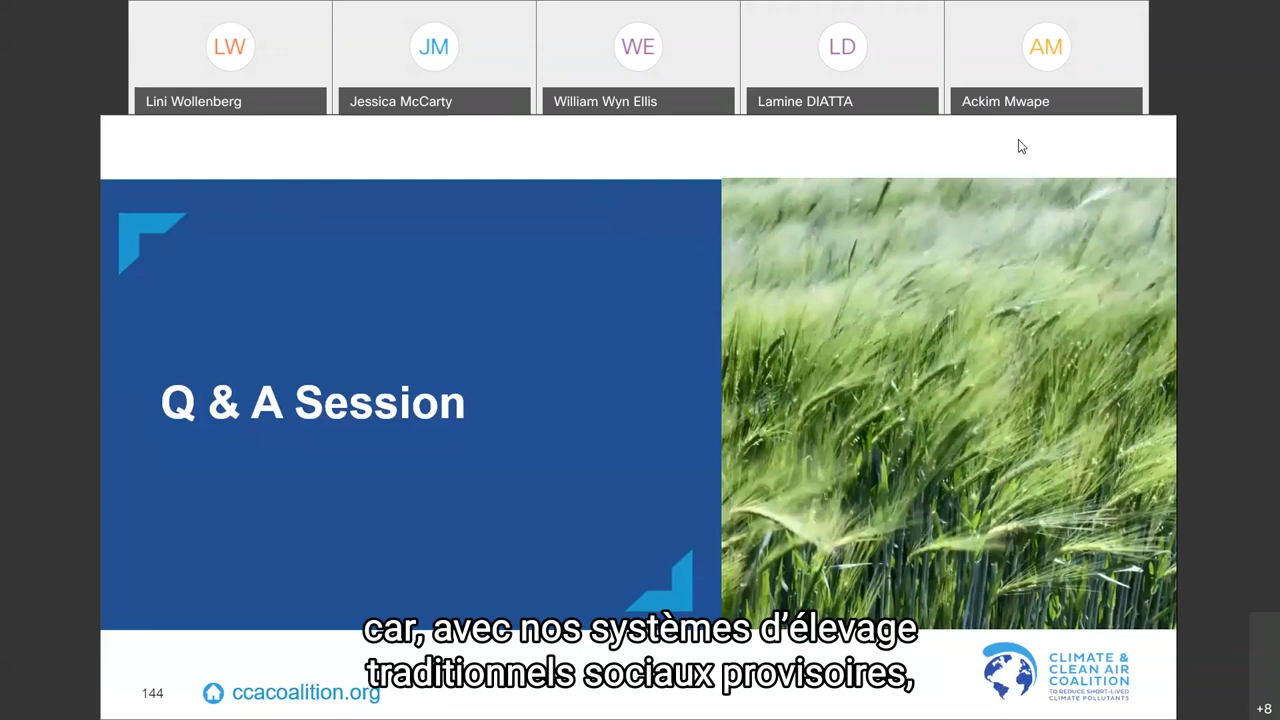 LW
JM
WE
LD
AM
Lini Wollenberg
Jessica McCarty
William Wyn Ellis
Lamine DIATTA
Ackim Mwape
Q & A Session
car, avec nos systèmes d’élevage
traditionnels sociaux provisoires,
144
ccacoalition.org
CLIMATE &
CLEAN AIR
COALITION
TO REDUCE SHORT-LIVED
CLIMATE POLLUTANTS
+8